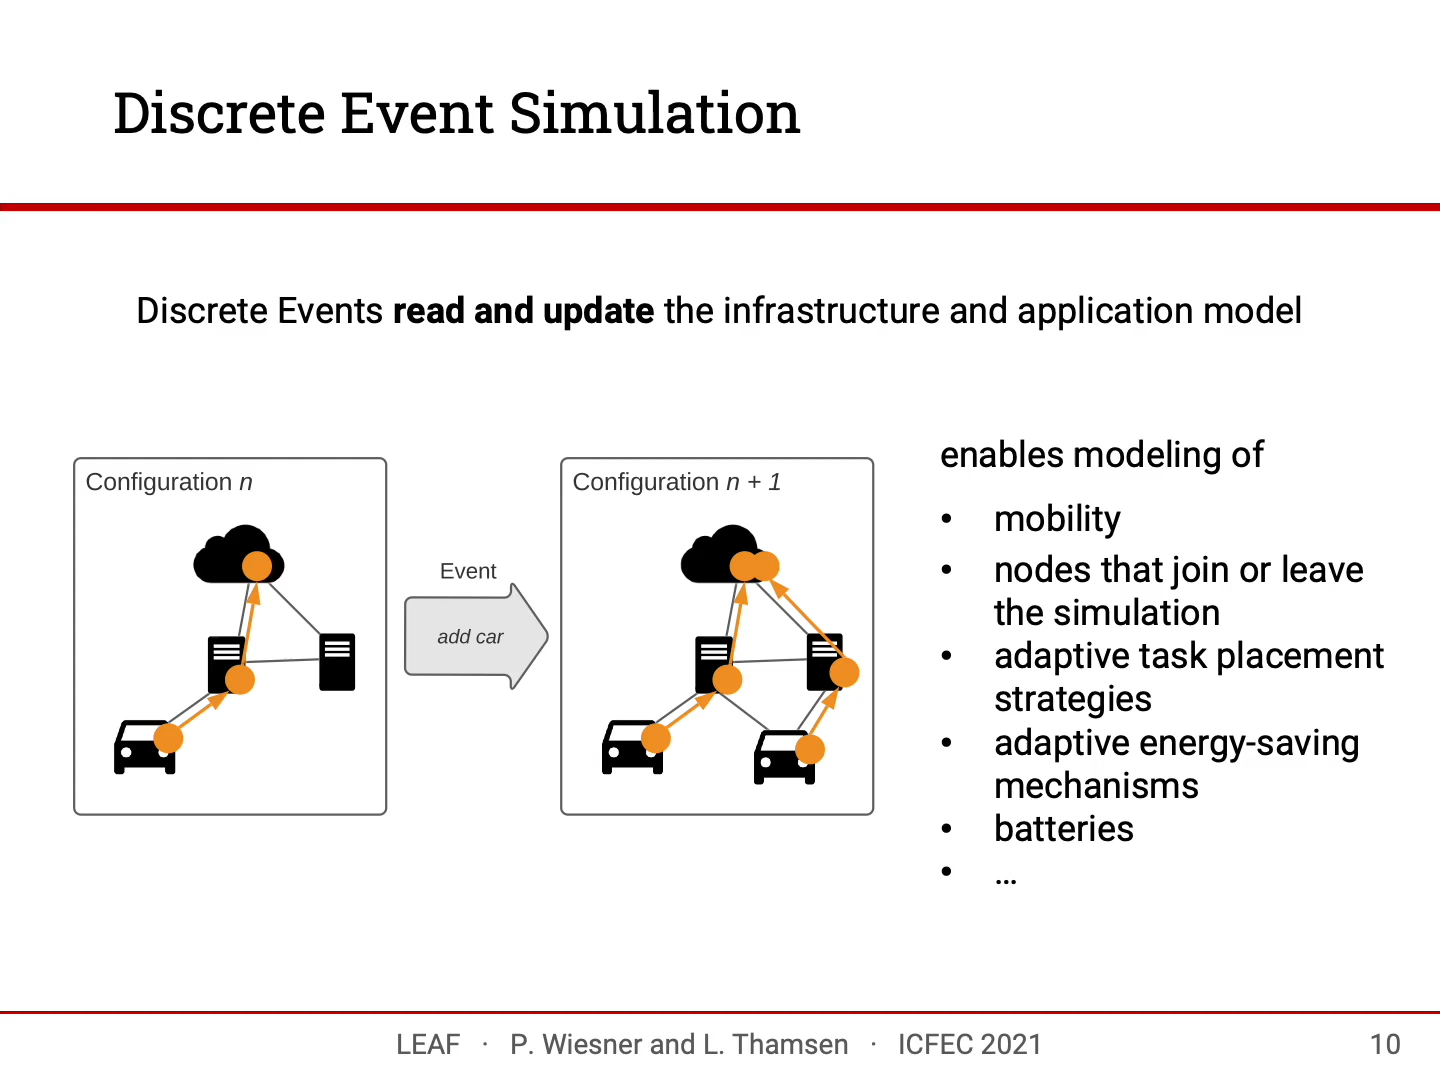 Discrete Event Simulation
Discrete Events read and update the infrastructure and application model
Configuration n
Event
add car
Configuration n + 1
enables modeling of
• mobility
• nodes that join or leave
the simulation
• adaptive task placement
strategies
• adaptive energy-saving
mechanisms
• batteries
• …
LEAF · P. Wiesner and L. Thamsen · ICFEC 2021
10